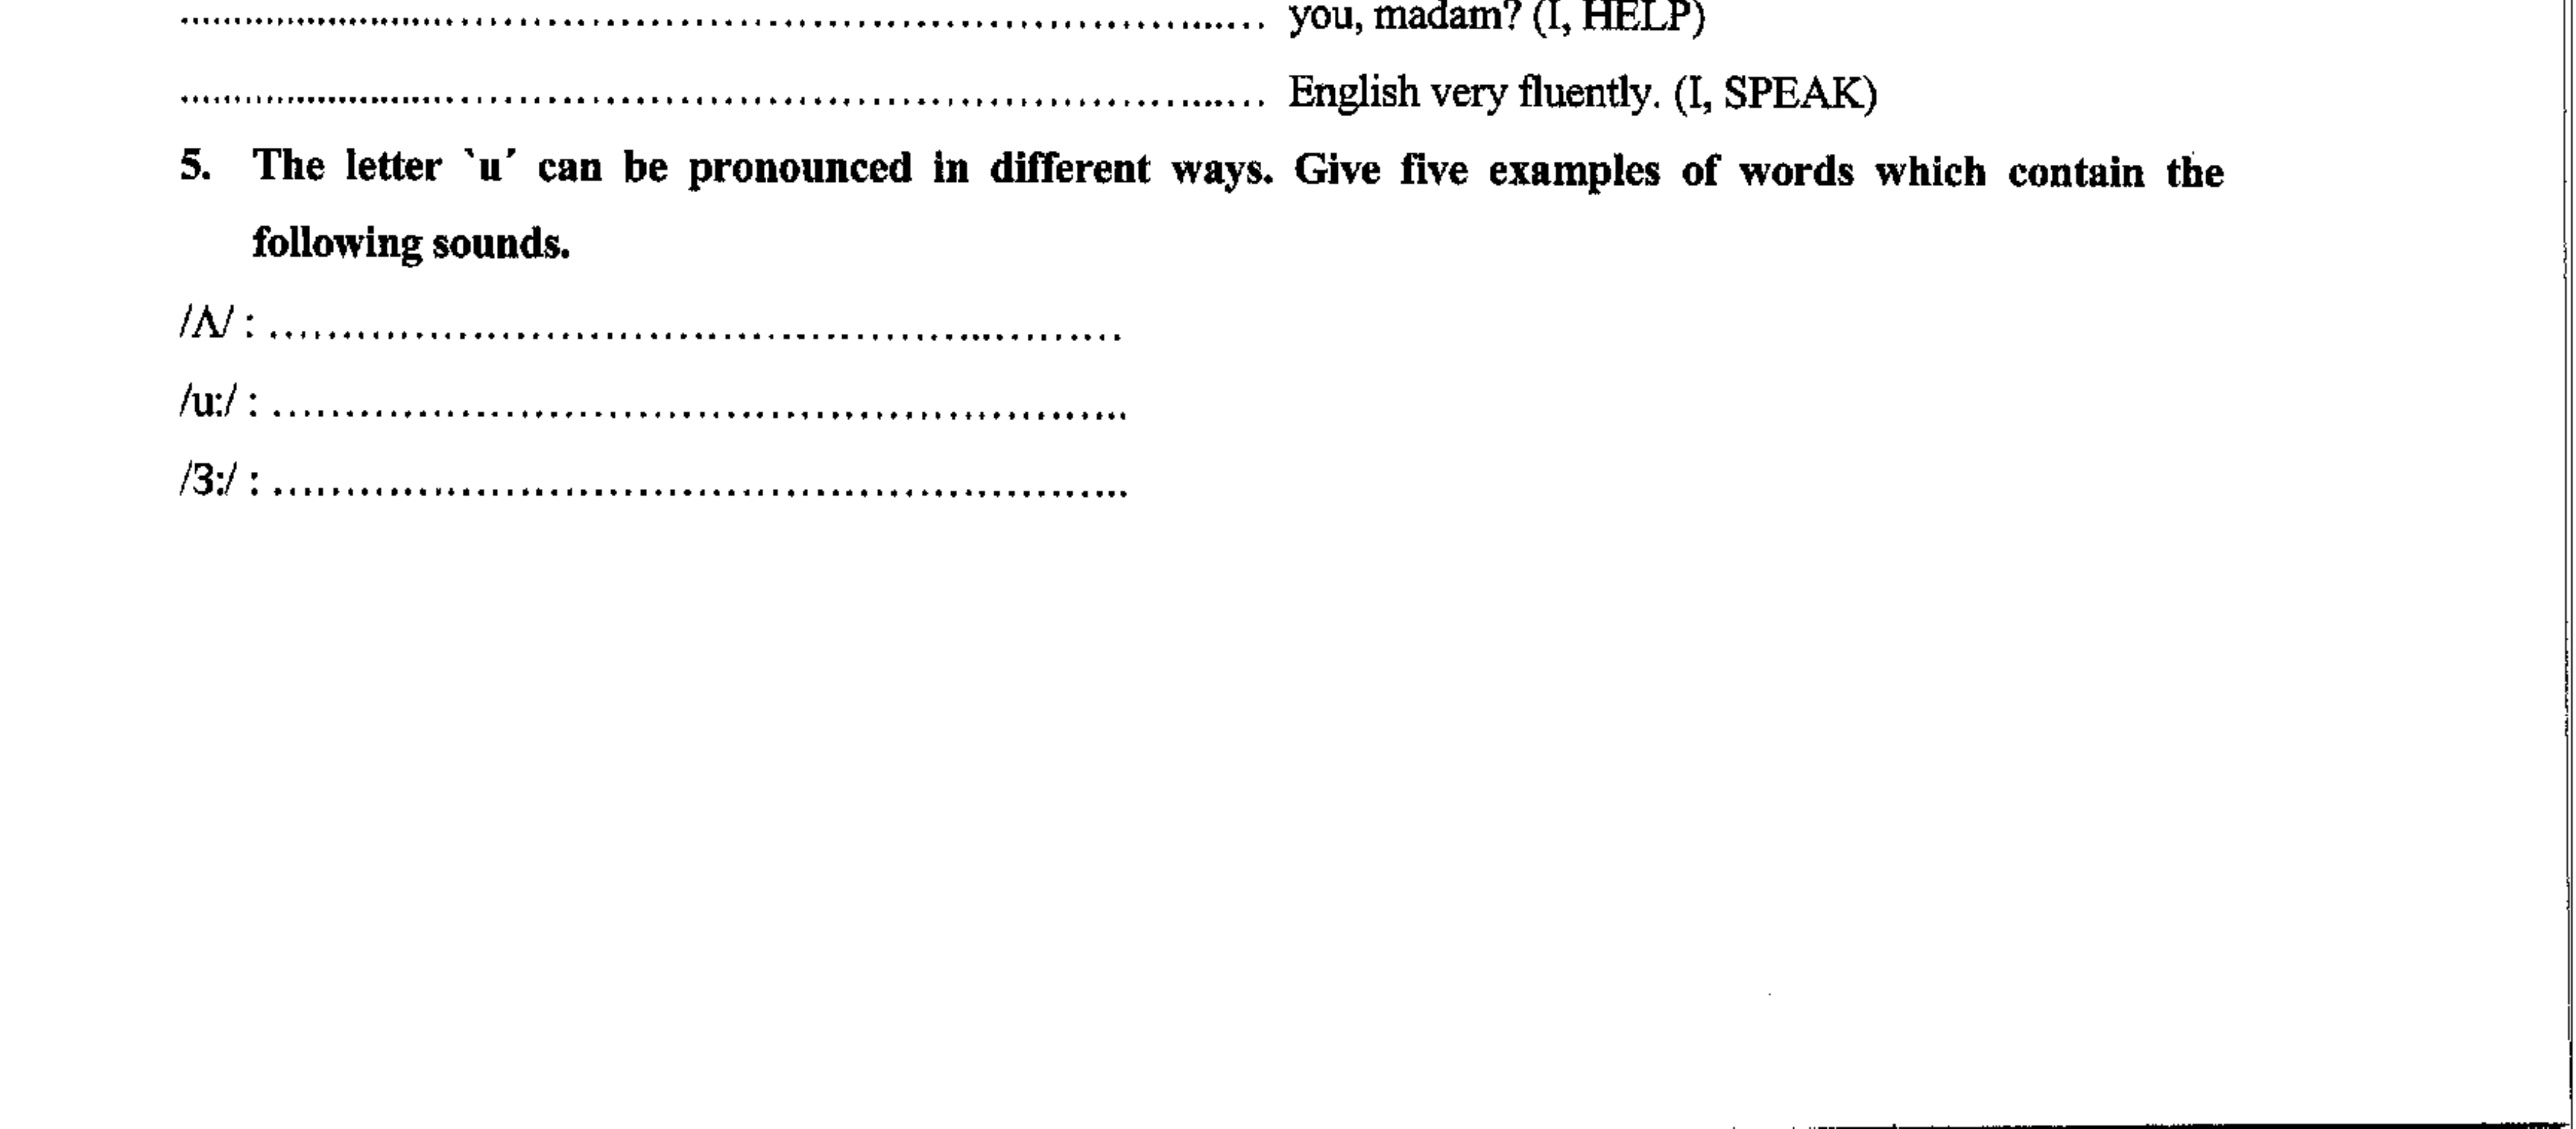 ........................................................................ you, madam? (I, HELP)
........................................................................ English very fluently. (I, SPEAK)
5. The letter `u´ can be pronounced in different ways. Give five examples of words which contain the
following sounds.
/Λ/ : ............................................................
/u:/ : ............................................................
/3:/ : ............................................................